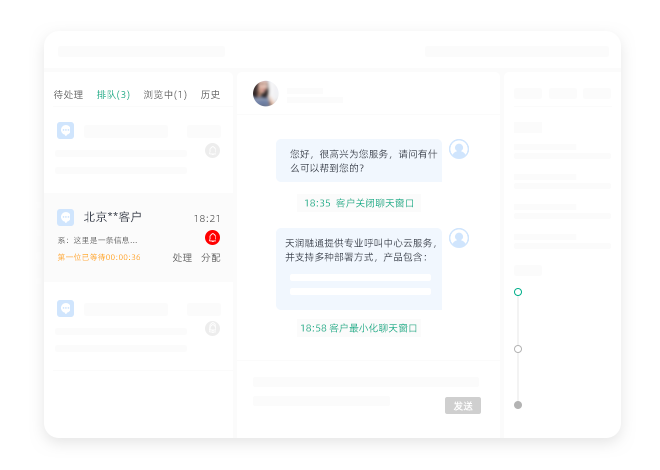 待处理 排队(3) 浏览中(1) 历史
北京**客户 18:21
系: 这里是一条信息...
第一位已等待00:00:36 处理 分配
您好，很高兴为您服务，请问有什
么可以帮到您的?
18:35 客户关闭聊天窗口
天润融通提供专业呼叫中心云服务，
并支持多种部署方式，产品包含：
18:58 客户最小化聊天窗口
发送